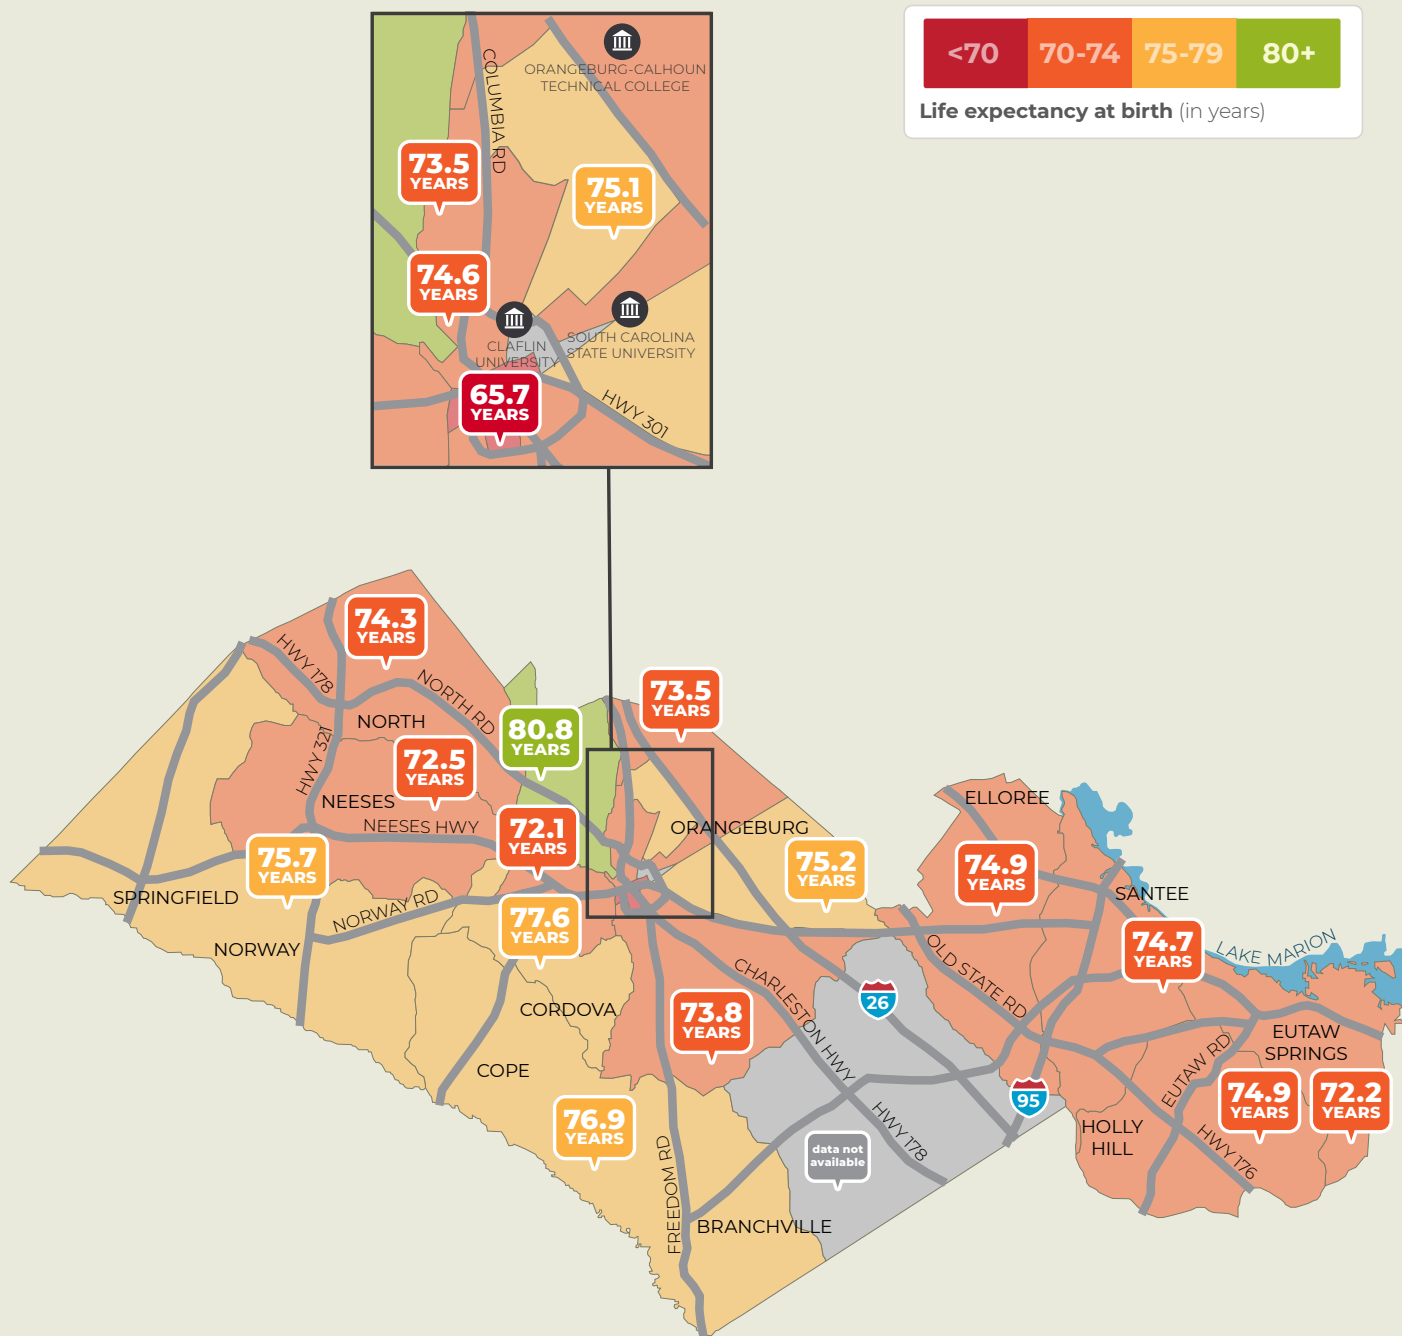 <70
70-74
75-79
80+
Life expectancy at birth (in years)
ORANGEBURG-CALHOUN
TECHNICAL COLLEGE
COLUMBIA RD
73.5
YEARS
75.1
YEARS
74.6
YEARS
CLAFLIN
UNIVERSITY
SOUTH CAROLINA
STATE UNIVERSITY
65.7
YEARS
HWY 301
74.3
YEARS
HWY 178
NORTH RD
NORTH
73.5
YEARS
80.8
YEARS
HWY 321
72.5
YEARS
NEESES
NEESES HWY
72.1
YEARS
ORANGEBURG
ELLOREE
75.7
YEARS
75.2
YEARS
74.9
YEARS
SPRINGFIELD
NORWAY RD
SANTEE
77.6
YEARS
NORWAY
74.7
YEARS
LAKE MARION
OLD STATE RD
CHARLESTON HWY
26
CORDOVA
73.8
YEARS
EUTAW
SPRINGS
COPE
EUTAW RD
95
74.9
YEARS
72.2
YEARS
76.9
YEARS
HWY 178
HOLLY
HILL
HWY 176
data not
available
FREEDOM RD
BRANCHVILLE